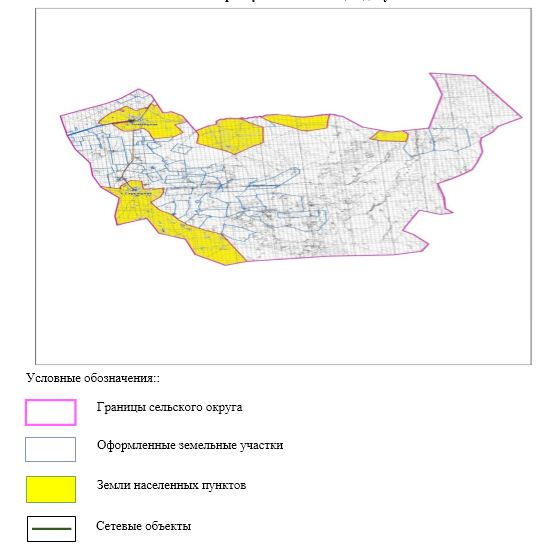 Условные обозначения::
Границы сельского округа
Оформленные земельные участки
Земли населенных пунктов
Сетевые объекты